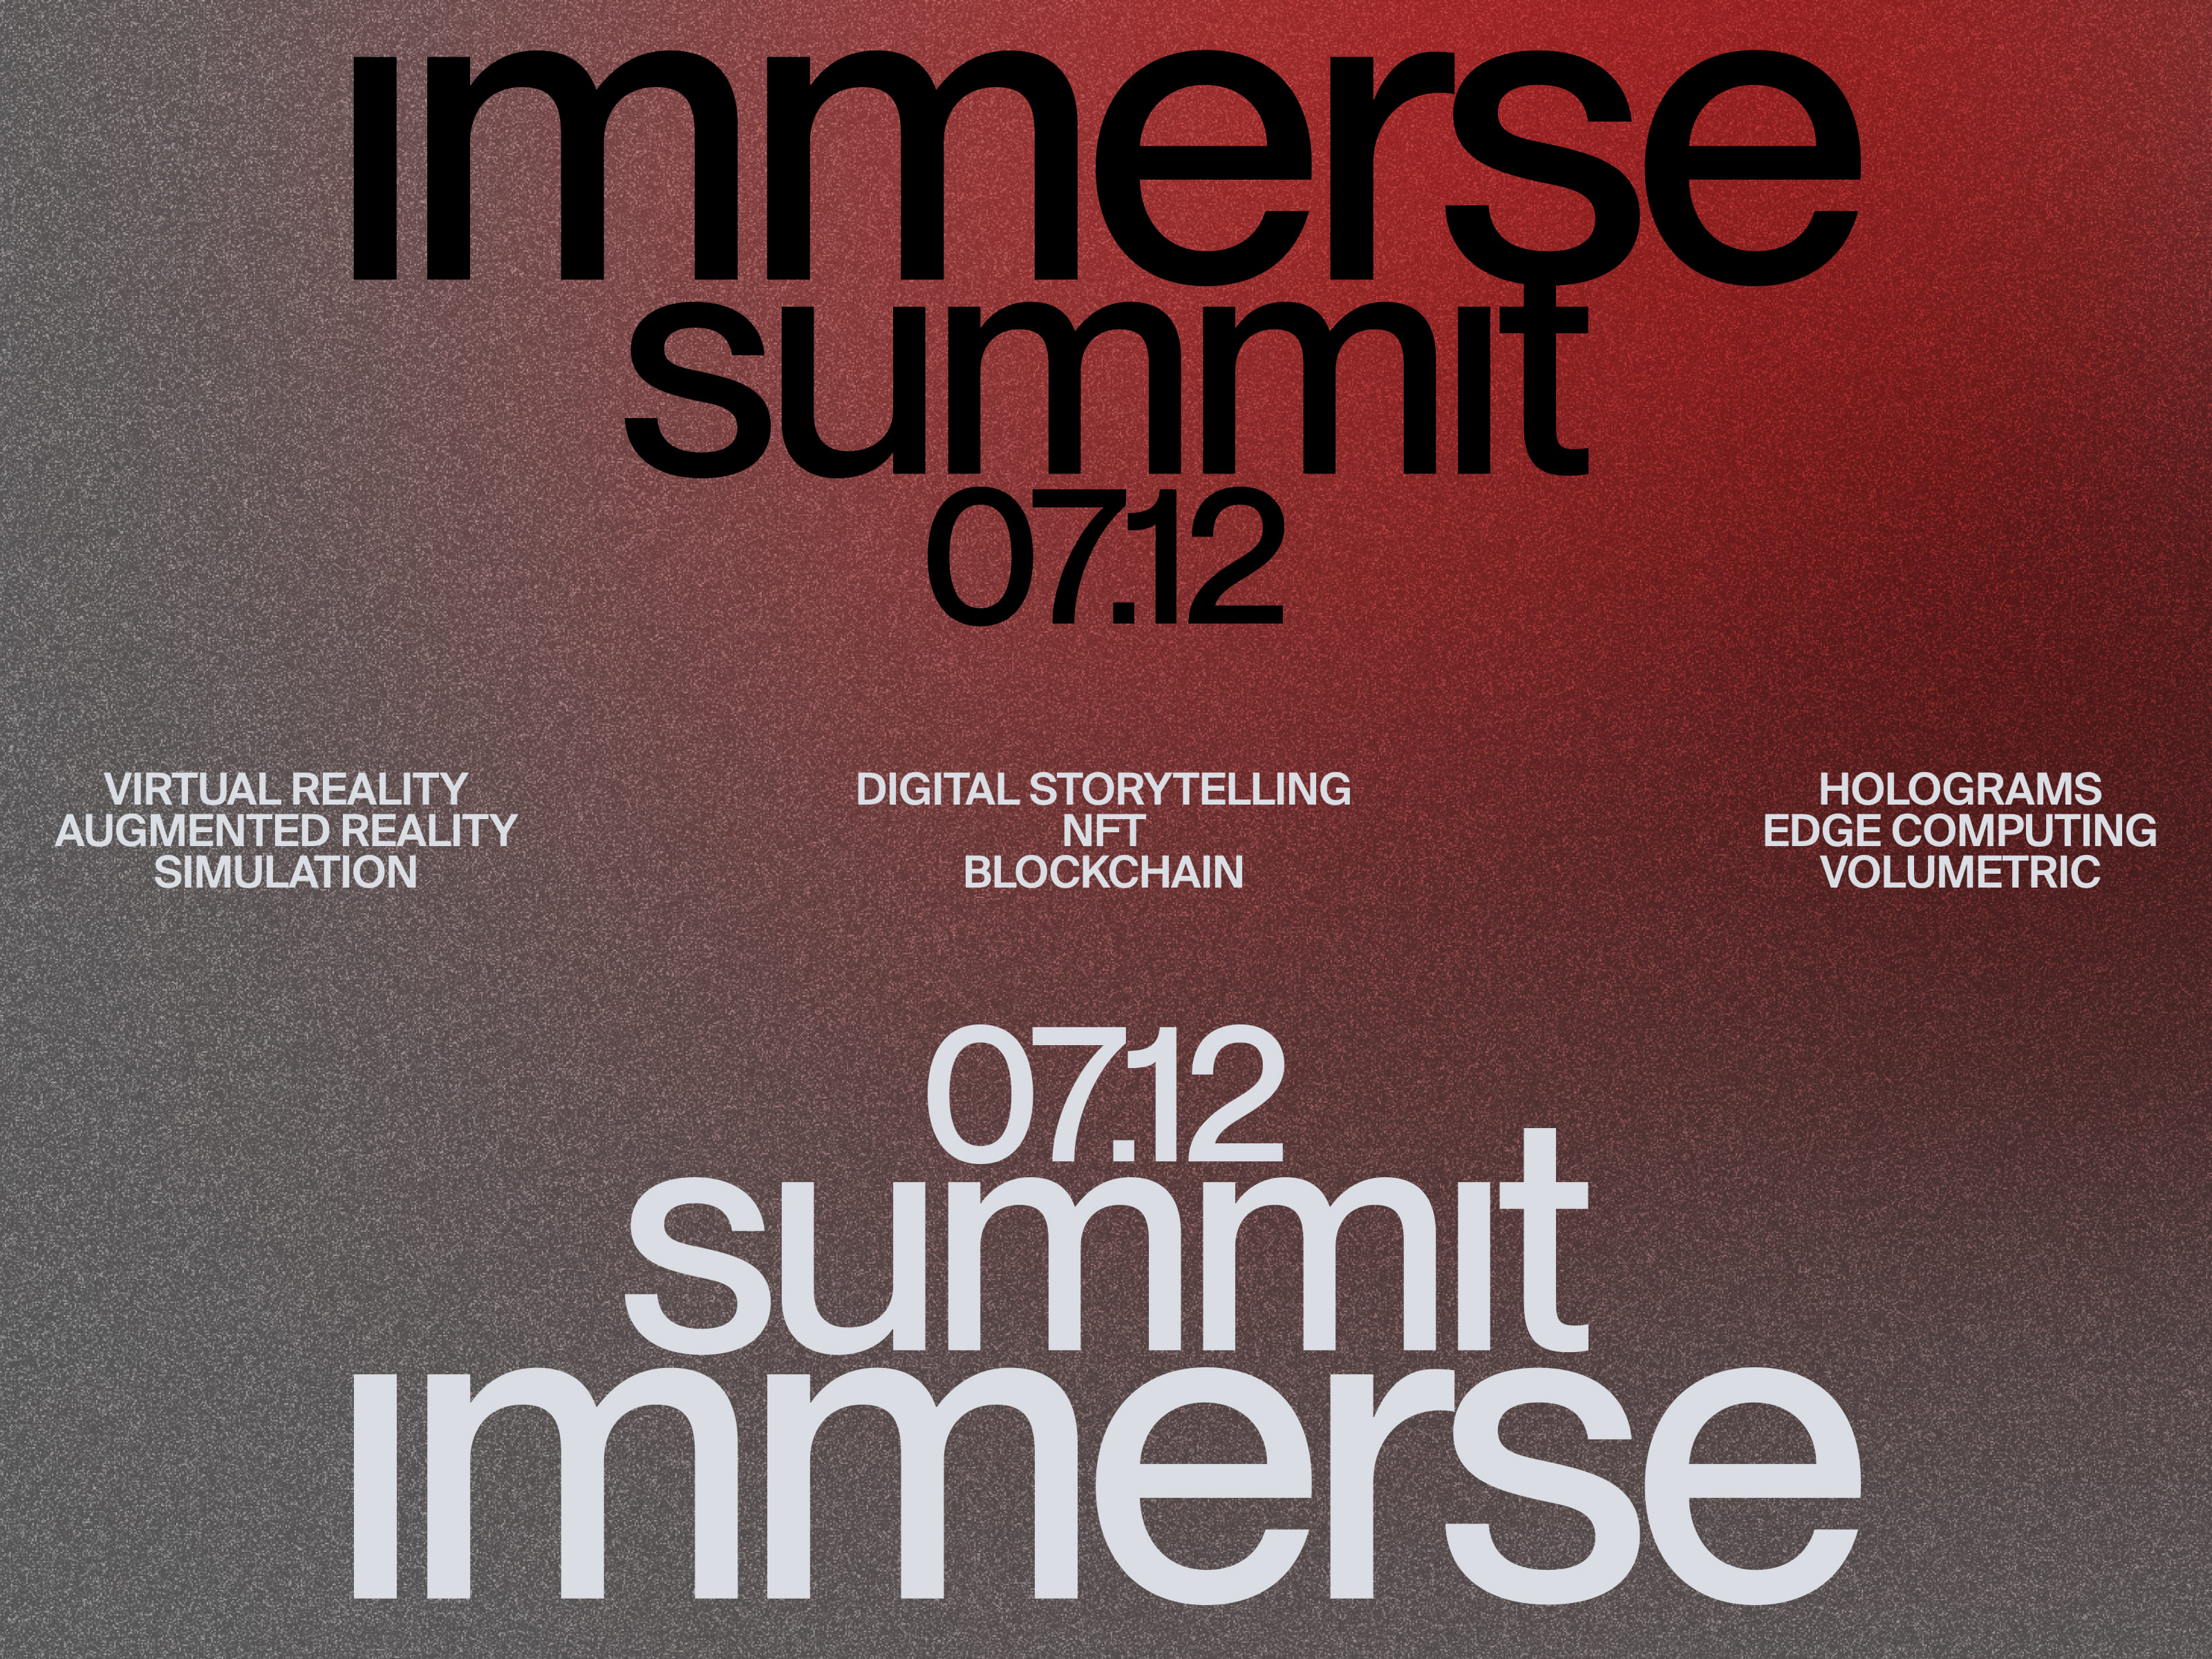 immerse
summit
07.12
VIRTUAL REALITY
AUGMENTED REALITY
SIMULATION
DIGITAL STORYTELLING
NFT
BLOCKCHAIN
HOLOGRAMS
EDGE COMPUTING
VOLUMETRIC
07.12
summit
immerse